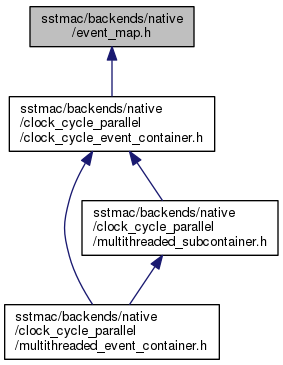 sstmac/backends/native
/event_map.h
sstmac/backends/native
/clock_cycle_parallel
/clock_cycle_event_container.h
sstmac/backends/native
/clock_cycle_parallel
/multithreaded_subcontainer.h
sstmac/backends/native
/clock_cycle_parallel
/multithreaded_event_container.h